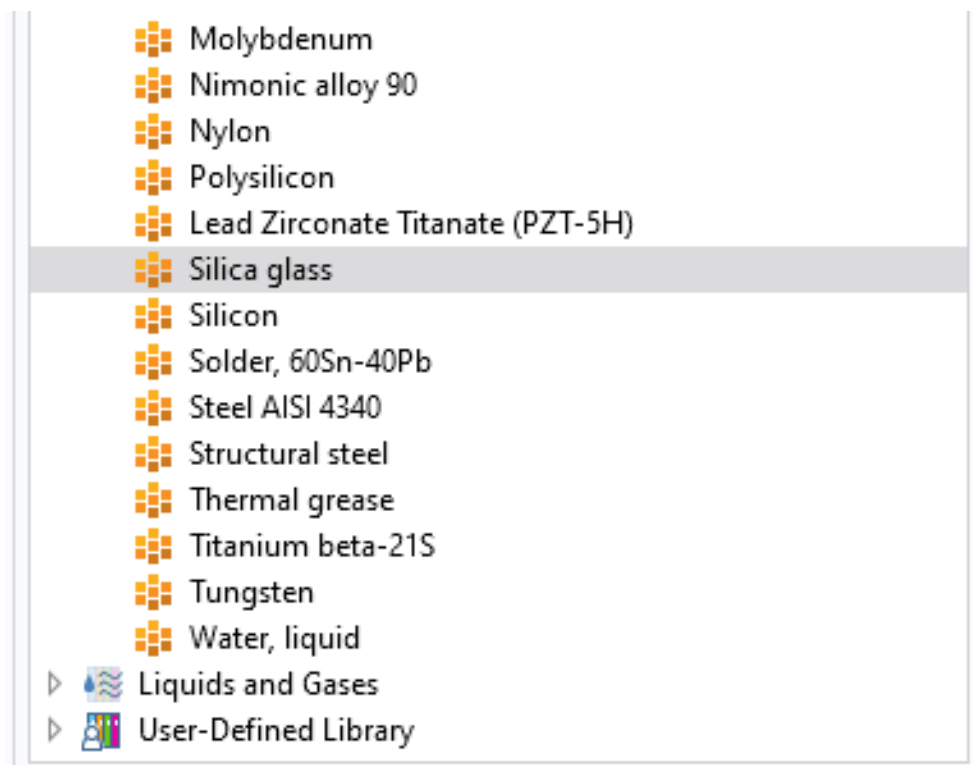 Molybdenum
Nimonic alloy 90
Nylon
Polysilicon
Lead Zirconate Titanate (PZT-5H)
Silica glass
Silicon
Solder, 60Sn-40Pb
Steel AISI 4340
Structural steel
Thermal grease
Titanium beta-21S
Tungsten
Water, liquid
Liquids and Gases
User-Defined Library